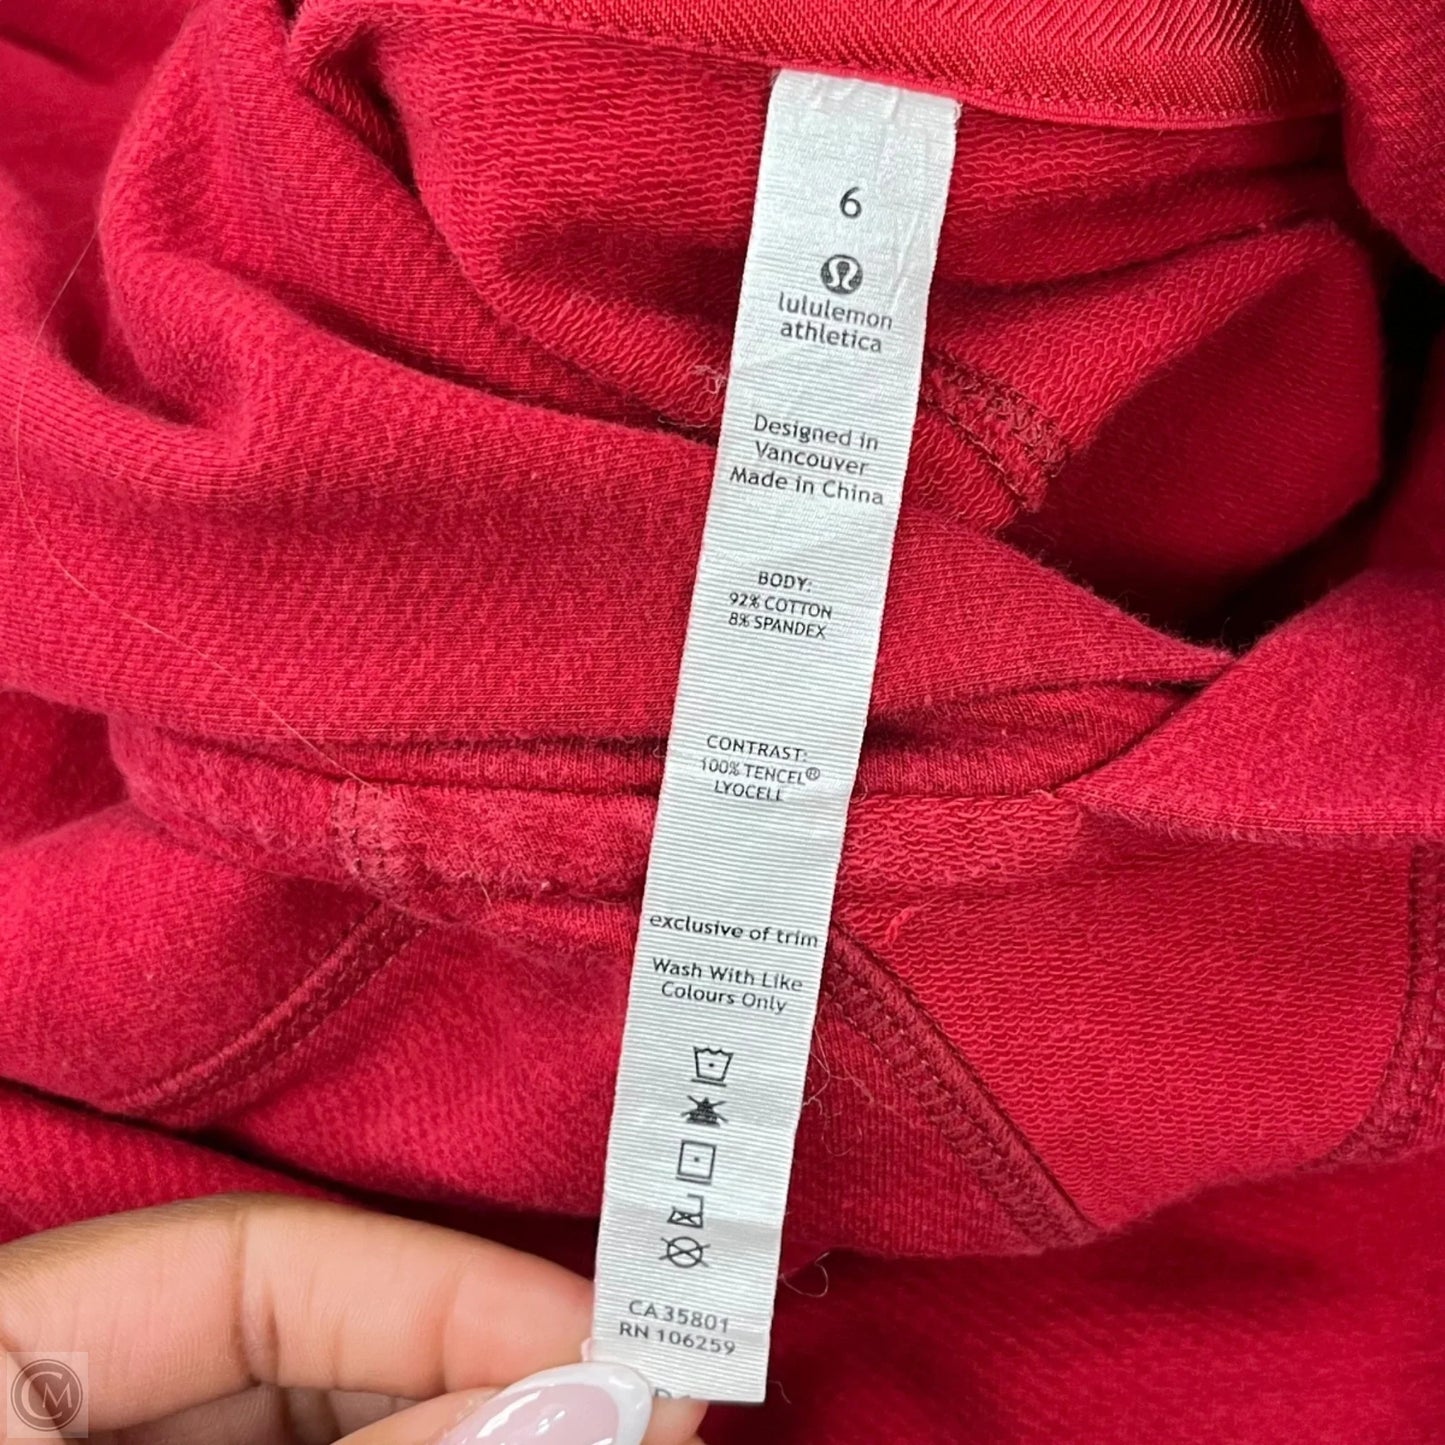 6
lululemon
athletica
Designed in
Vancouver
Made in China
BODY:
92% COTTON
8% SPANDEX
CONTRAST:
100% TENCEL®
LYOCELL
exclusive of trim
Wash With Like
Colours Only
CA 35801
RN 106259